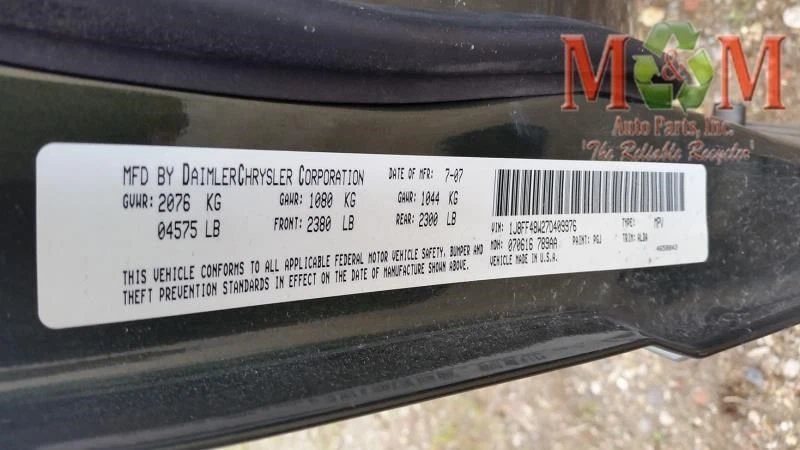 M&M
Auto Parts, Inc.
"The Reliable Recycler"
MFD BY DAIMLERCHRYSLER CORPORATION DATE OF MFR: 7-07
GVWR: 2076 KG GAWR: 1080 KG GAWR: 1044 KG
04575 LB FRONT: 2380 LB REAR: 2300 LB
THIS VEHICLE CONFORMS TO ALL APPLICABLE FEDERAL MOTOR VEHICLE SAFETY, BUMPER AND
THEFT PREVENTION STANDARDS IN EFFECT ON THE DATE OF MANUFACTURE SHOWN ABOVE.
VIN: 1J8FF48W27D409976 TYPE: MPV
MDH: 070616 789AA PAINT: PGJ TRIM: ALDA
VEHICLE MADE IN U.S.A. 4658043